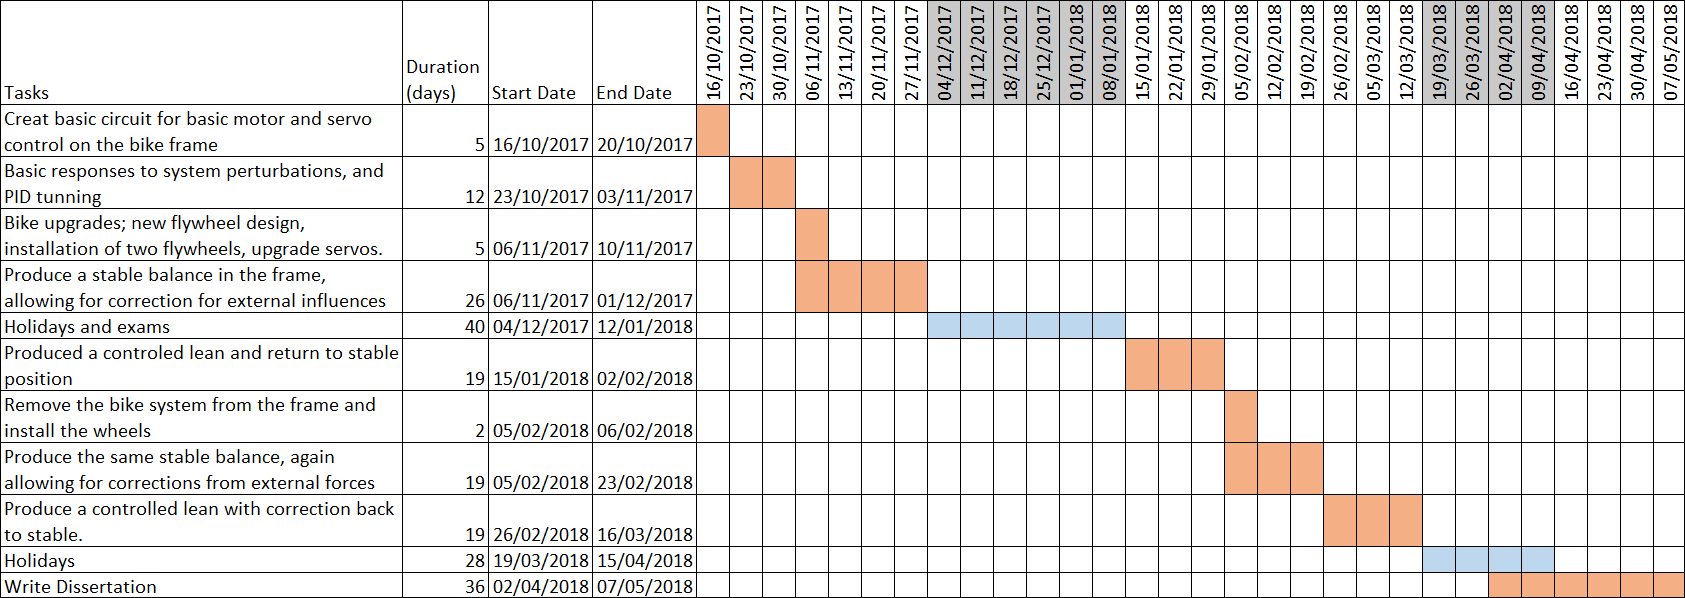 Tasks Duration (days) Start Date End Date 16/10/2017 23/10/2017 30/10/2017 06/11/2017 13/11/2017 20/11/2017 27/11/2017 04/12/2017 11/12/2017 18/12/2017 25/12/2017 01/01/2018 08/01/2018 15/01/2018 22/01/2018 29/01/2018 05/02/2018 12/02/2018 19/02/2018 26/02/2018 05/03/2018 12/03/2018 19/03/2018 26/03/2018 02/04/2018 09/04/2018 16/04/2018 23/04/2018 30/04/2018 07/05/2018
Creat basic circuit for basic motor and servo
control on the bike frame 5 16/10/2017 20/10/2017
Basic responses to system perturbations, and
PID tunning 12 23/10/2017 03/11/2017
Bike upgrades; new flywheel design,
installation of two flywheels, upgrade servos. 5 06/11/2017 10/11/2017
Produce a stable balance in the frame,
allowing for correction for external influences 26 06/11/2017 01/12/2017
Holidays and exams 40 04/12/2017 12/01/2018
Produced a controled lean and return to stable
position 19 15/01/2018 02/02/2018
Remove the bike system from the frame and
install the wheels 2 05/02/2018 06/02/2018
Produce the same stable balance, again
allowing for corrections from external forces 19 05/02/2018 23/02/2018
Produce a controlled lean with correction back
to stable. 19 26/02/2018 16/03/2018
Holidays 28 19/03/2018 15/04/2018
Write Dissertation 36 02/04/2018 07/05/2018